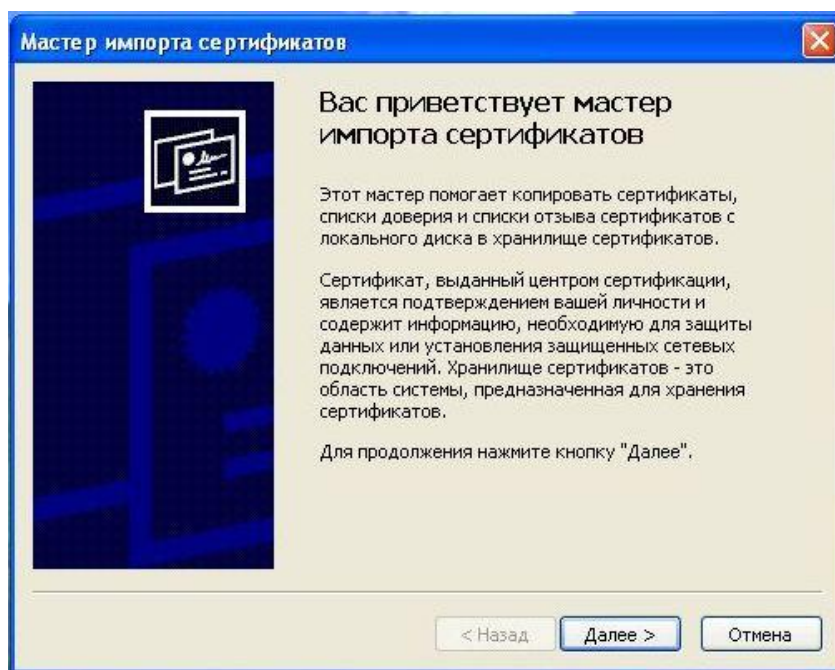 Мастер импорта сертификатов
Вас приветствует мастер
импорта сертификатов
Этот мастер помогает копировать сертификаты,
списки доверия и списки отзыва сертификатов с
локального диска в хранилище сертификатов.
Сертификат, выданный центром сертификации,
является подтверждением вашей личности и
содержит информацию, необходимую для защиты
данных или установления защищенных сетевых
подключений. Хранилище сертификатов - это
область системы, предназначенная для хранения
сертификатов.
Для продолжения нажмите кнопку "Далее".
< Назад Далее > Отмена